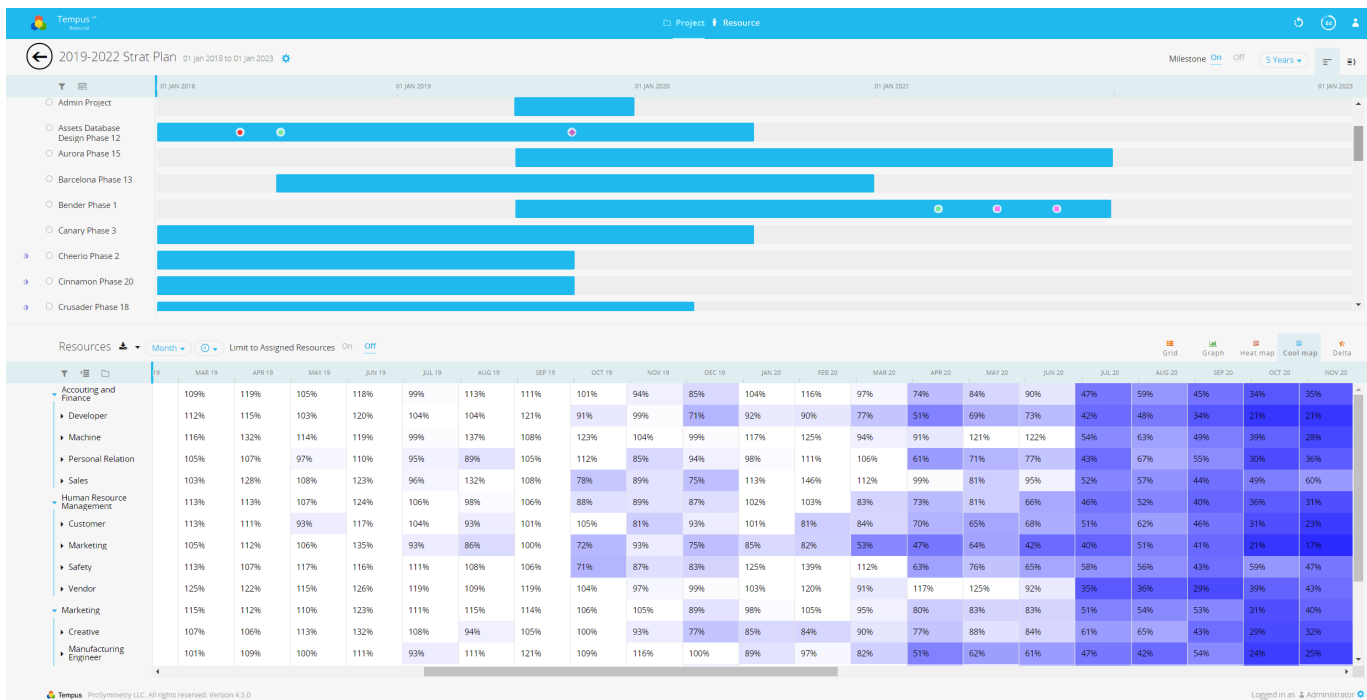 Tempus ™
Resource
Project Resource
94
2019-2022 Strat Plan 01 Jan 2018 to 01 Jan 2023
Milestone On Off 5 Years
01 JAN 2018 01 JAN 2019 01 JAN 2020 01 JAN 2021 01 JAN 2023
Admin Project
Assets Database
Design Phase 12
Aurora Phase 15
Barcelona Phase 13
Bender Phase 1
Canary Phase 3
Cheerio Phase 2
Cinnamon Phase 20
Crusader Phase 18
Resources Month Limit to Assigned Resources On Off
Grid Graph Heat map Cool map Delta
19 MAR 19 APR 19 MAY 19 JUN 19 JUL 19 AUG 19 SEP 19 OCT 19 NOV 19 DEC 19 JAN 20 FEB 20 MAR 20 APR 20 MAY 20 JUN 20 JUL 20 AUG 20 SEP 20 OCT 20 NOV 20
Accouting and
Finance 109% 119% 105% 118% 99% 113% 111% 101% 94% 85% 104% 116% 97% 74% 84% 90% 47% 59% 45% 34% 35%
Developer 112% 115% 103% 120% 104% 104% 121% 91% 99% 71% 92% 90% 77% 51% 69% 73% 42% 48% 34% 21% 21%
Machine 116% 132% 114% 119% 99% 137% 108% 123% 104% 99% 117% 125% 94% 91% 121% 122% 54% 63% 49% 39% 28%
Personal Relation 105% 107% 97% 110% 95% 89% 105% 112% 85% 94% 98% 111% 106% 61% 71% 77% 43% 67% 55% 30% 36%
Sales 103% 128% 108% 123% 96% 132% 108% 78% 89% 75% 113% 146% 112% 99% 81% 95% 52% 57% 44% 49% 60%
Human Resource
Management 113% 113% 107% 124% 106% 98% 106% 88% 89% 87% 102% 103% 83% 73% 81% 66% 46% 52% 40% 36% 31%
Customer 113% 111% 93% 117% 104% 93% 101% 105% 81% 93% 101% 81% 84% 70% 65% 68% 51% 62% 46% 31% 23%
Marketing 105% 112% 106% 135% 93% 86% 100% 72% 93% 75% 85% 82% 53% 47% 64% 42% 40% 51% 41% 21% 17%
Safety 113% 107% 117% 116% 111% 108% 106% 71% 87% 83% 125% 139% 112% 63% 76% 65% 58% 56% 43% 59% 47%
Vendor 125% 122% 115% 126% 119% 109% 119% 104% 97% 99% 103% 120% 91% 117% 125% 92% 35% 36% 29% 39% 43%
Marketing 115% 112% 110% 123% 111% 115% 114% 106% 105% 89% 98% 105% 95% 80% 83% 83% 51% 54% 53% 31% 40%
Creative 107% 106% 113% 132% 108% 94% 105% 100% 93% 77% 85% 84% 90% 77% 88% 84% 61% 65% 43% 29% 32%
Manufacturing
Engineer 101% 109% 100% 111% 93% 111% 121% 109% 116% 100% 89% 97% 82% 51% 62% 61% 47% 42% 54% 24% 25%
Tempus ProSymmetry LLC. All rights reserved. Version 4.5.0
Logged in as Administrator